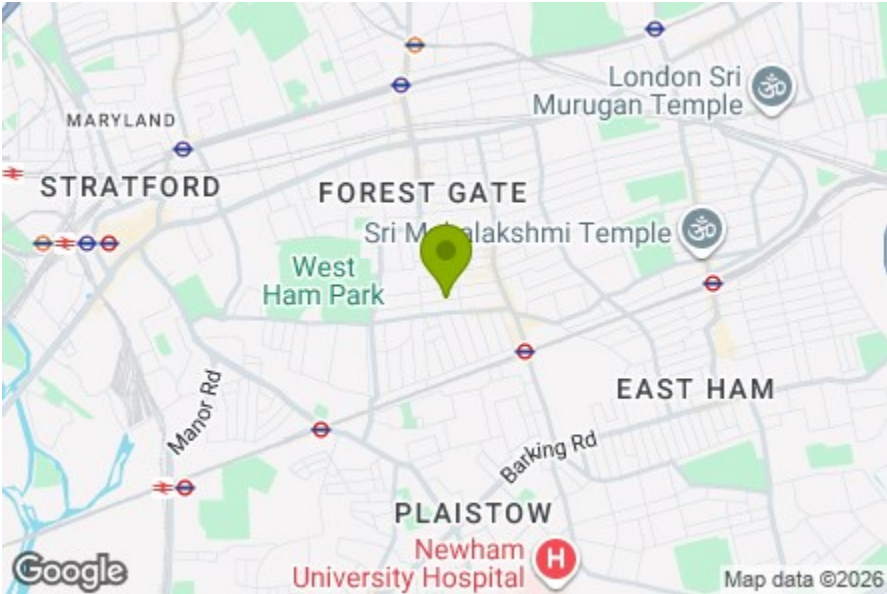 London Sri
Murugan Temple
MARYLAND
STRATFORD
FOREST GATE
Sri M alakshmi Temple
West
Ham Park
EAST HAM
Manor Rd
Barking Rd
PLAISTOW
Newham
University Hospital
H
Google
Map data ©2026